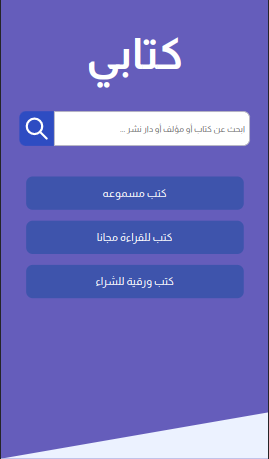 كتابي
ابحث عن كتاب أو مؤلف أو دار نشر ...
كتب مسموعه
كتب للقراءة مجانا
كتب ورقية للشراء